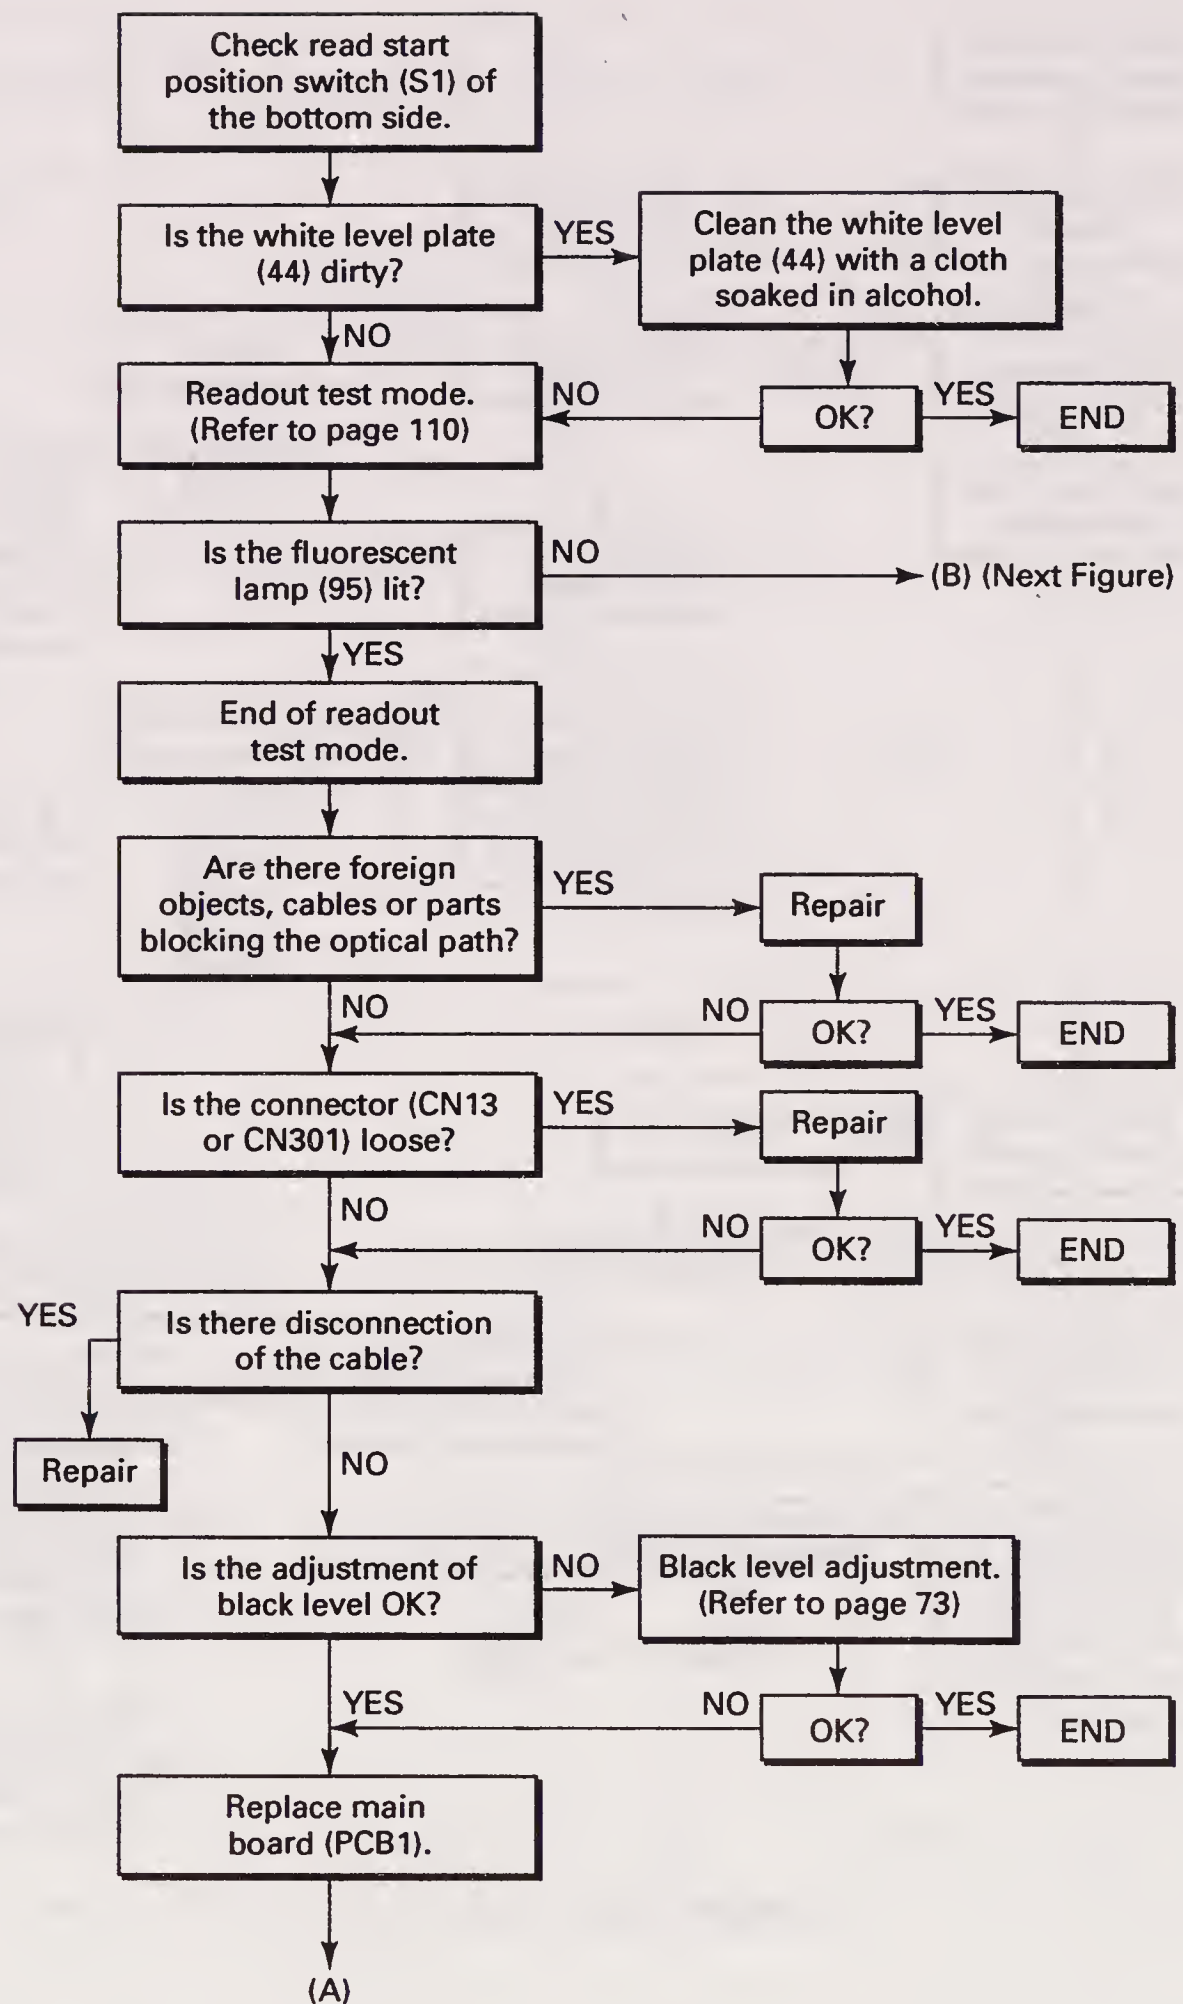 Check read start
position switch (S1) of
the bottom side.
Is the white level plate
(44) dirty?
YES
Clean the white level
plate (44) with a cloth
soaked in alcohol.
NO
Readout test mode.
(Refer to page 110)
NO
OK?
YES
END
Is the fluorescent
lamp (95) lit?
NO
(B) (Next Figure)
YES
End of readout
test mode.
Are there foreign
objects, cables or parts
blocking the optical path?
YES
Repair
NO
NO
OK?
YES
END
Is the connector (CN13
or CN301) loose?
YES
Repair
NO
NO
OK?
YES
END
YES
Is there disconnection
of the cable?
Repair
NO
Is the adjustment of
black level OK?
NO
Black level adjustment.
(Refer to page 73)
YES
NO
OK?
YES
END
Replace main
board (PCB1).
(A)